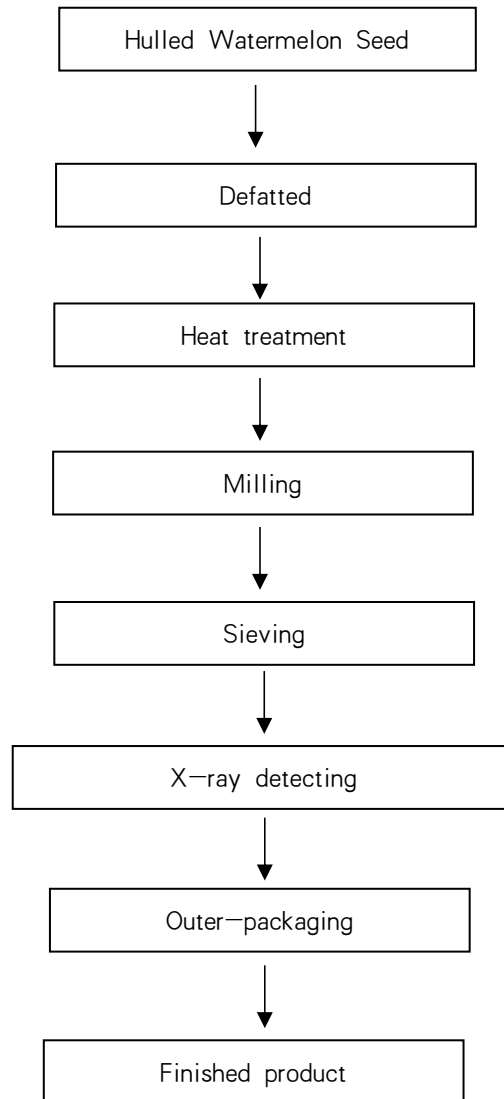 Hulled Watermelon Seed
Defatted
Heat treatment
Milling
Sieving
X-ray detecting
Outer-packaging
Finished product